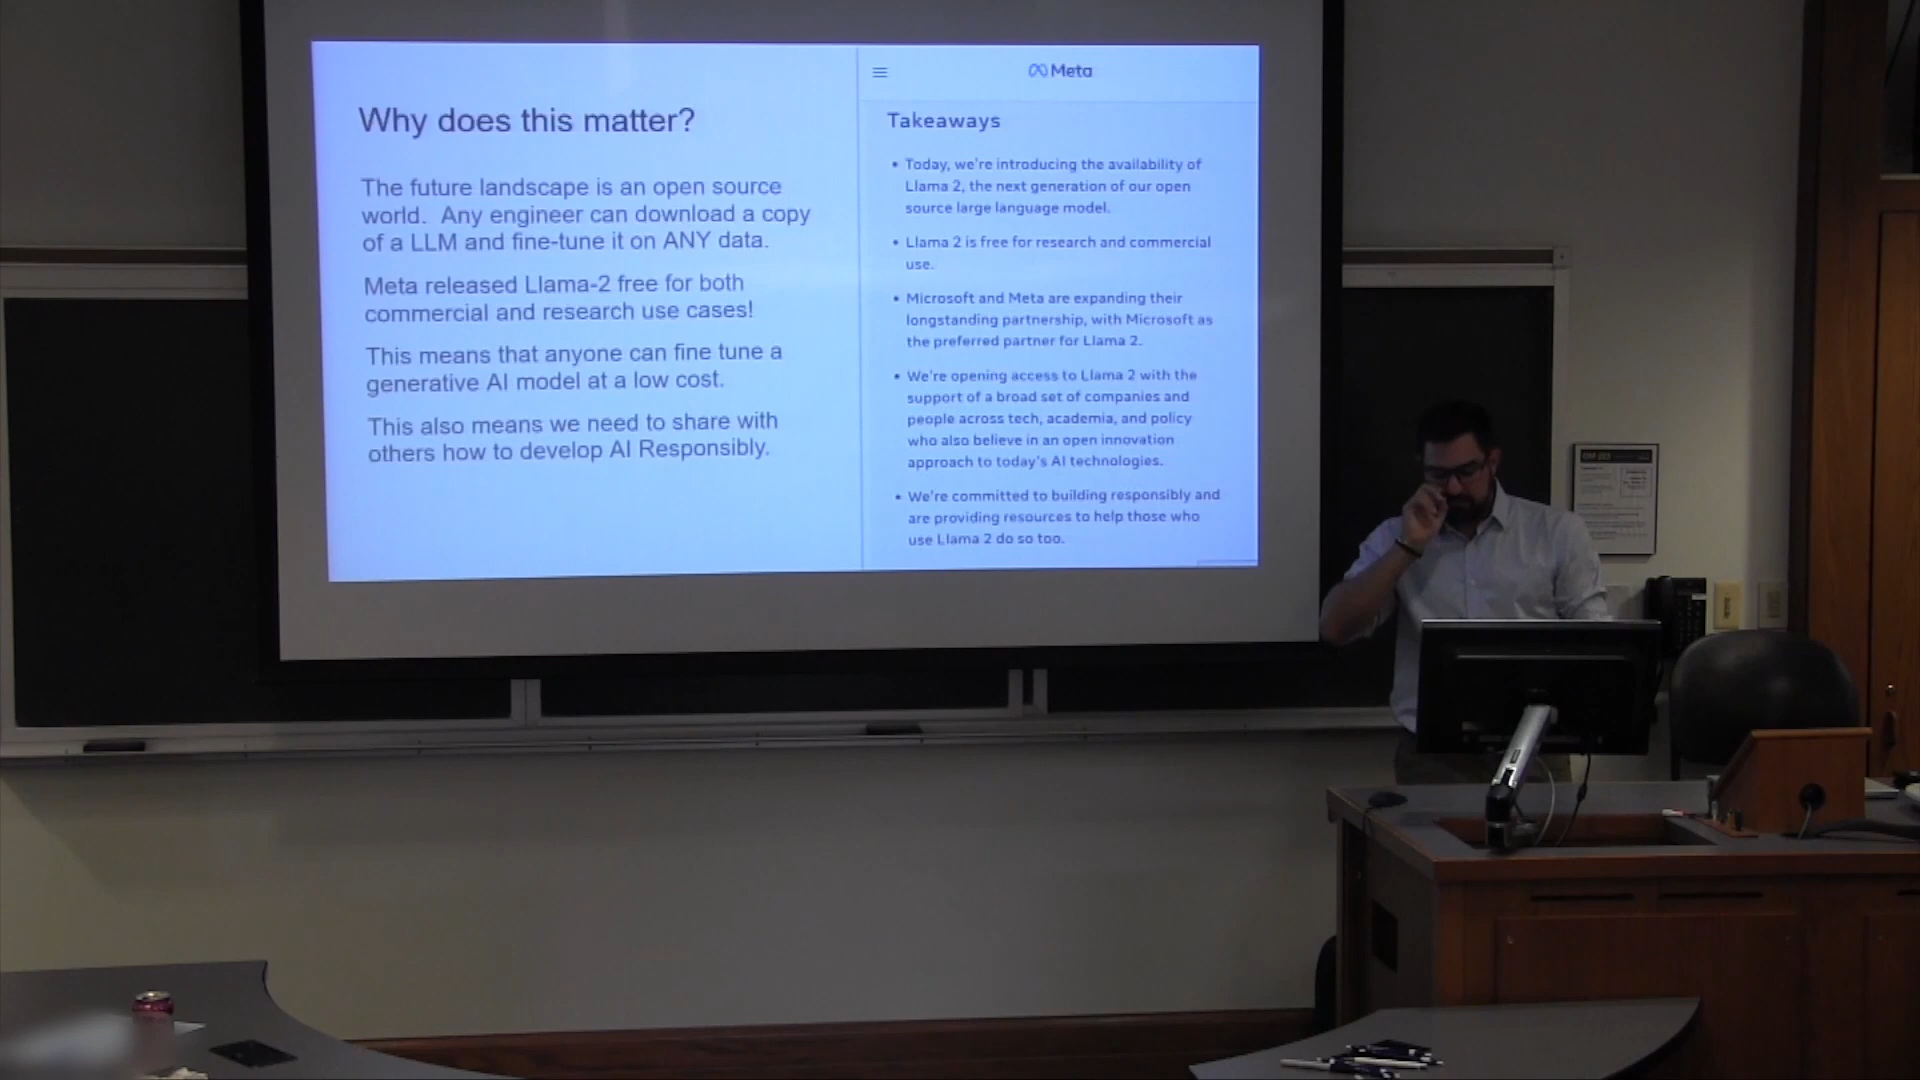 Why does this matter?
The future landscape is an open source
world.  Any engineer can download a copy
of a LLM and fine-tune it on ANY data.
Meta released Llama-2 free for both
commercial and research use cases!
This means that anyone can fine tune a
generative AI model at a low cost.
This also means we need to share with
others how to develop AI Responsibly.
Meta
Takeaways
• Today, we're introducing the availability of
Llama 2, the next generation of our open
source large language model.
• Llama 2 is free for research and commercial
use.
• Microsoft and Meta are expanding their
longstanding partnership, with Microsoft as
the preferred partner for Llama 2.
• We're opening access to Llama 2 with the
support of a broad set of companies and
people across tech, academia, and policy
who also believe in an open innovation
approach to today's AI technologies.
• We're committed to building responsibly and
are providing resources to help those who
use Llama 2 do so too.